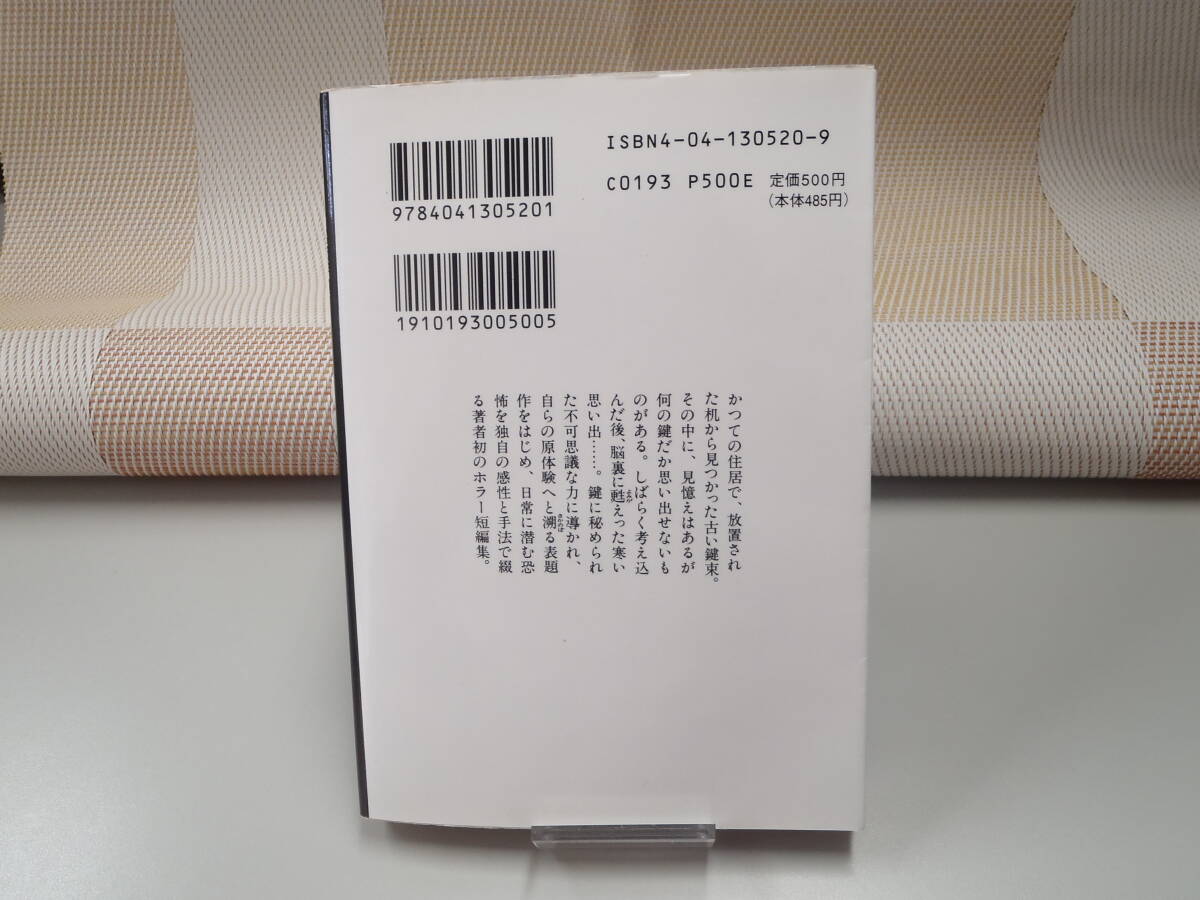 ISBN4-04-130520-9
C0193 P500E 定価500円
(本体485円)
9784041305201
1910193005005
かつての住居で、放置され
た机から見つかった古い鍵束。
その中に、見憶えはあるが
何の鍵だか思い出せないも
のがある。しばらく考え込
んだ後、脳裏に甦えった寒い
思い出……。鍵に秘められ
た不可思議な力に導かれ、
自らの原体験へと溯る表題
作をはじめ、日常に潜む恐
怖を独自の感性と手法で綴
る著者初のホラー短編集。